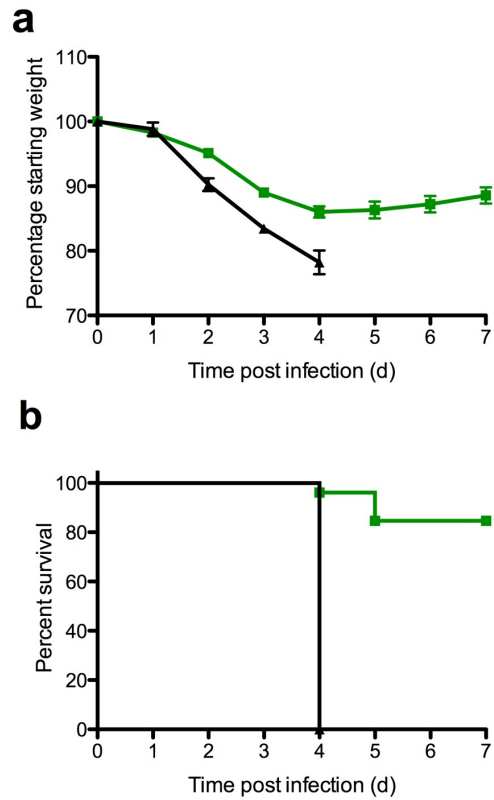 a
Percentage starting weight
110
100
90
80
70
0 1 2 3 4 5 6 7
Time post infection (d)
b
Percent survival
100
80
60
40
20
0
0 1 2 3 4 5 6 7
Time post infection (d)